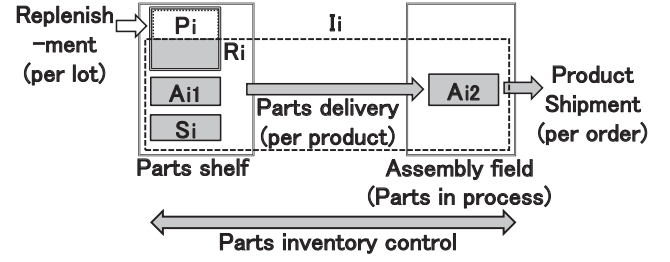 Replenish
-ment
(per lot)
Pi
Ri
Ii
Ai1
Si
Parts delivery
(per product)
Ai2
Product
Shipment
(per order)
Parts shelf
Assembly field
(Parts in process)
Parts inventory control